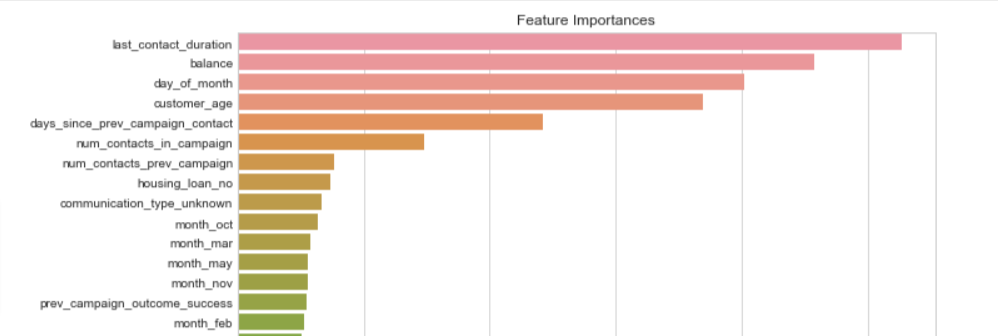 Feature Importances
last_contact_duration
balance
day_of_month
customer_age
days_since_prev_campaign_contact
num_contacts_in_campaign
num_contacts_prev_campaign
housing_loan_no
communication_type_unknown
month_oct
month_mar
month_may
month_nov
prev_campaign_outcome_success
month_feb